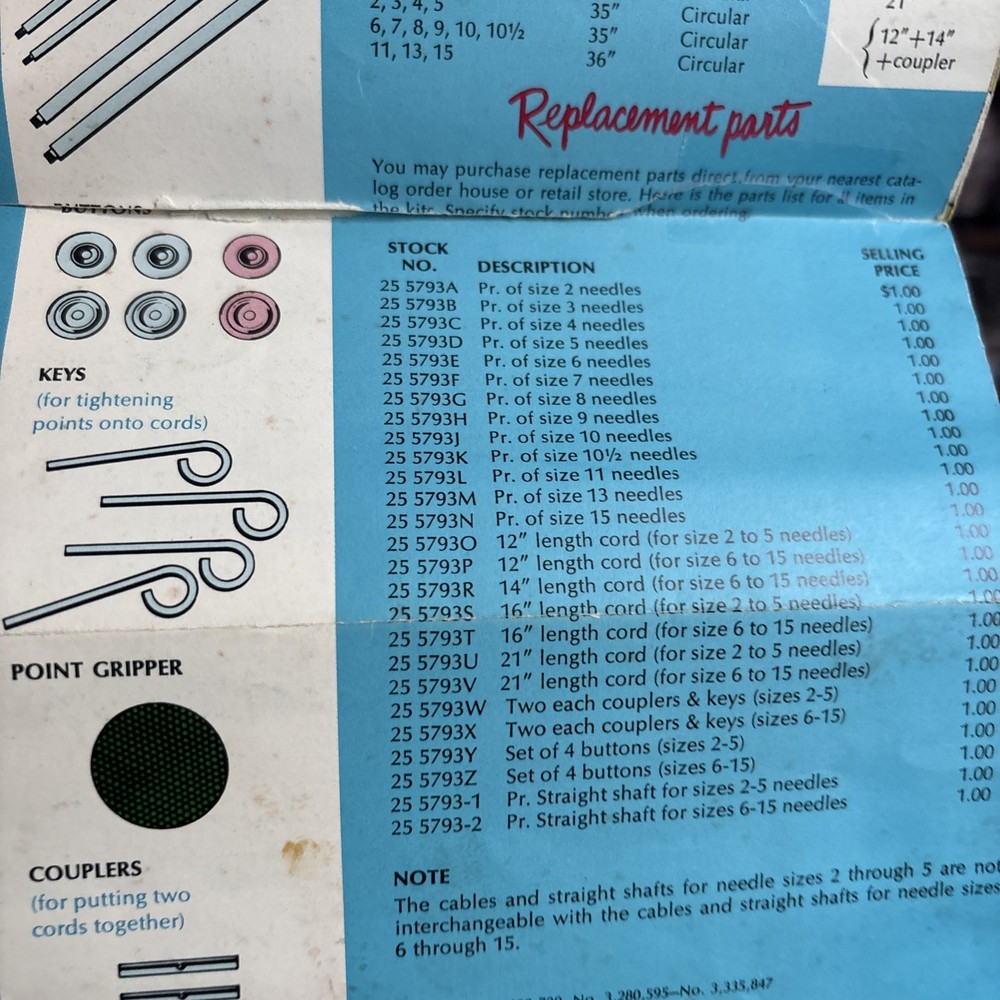 2, 3, 4, 5 35" Circular
6, 7, 8, 9, 10, 10½ 35" Circular
11, 13, 15 36" Circular
21
12"+14"
+coupler
Replacement parts
You may purchase replacement parts direct from your nearest cata-
log order house or retail store. Here is the parts list for all items in
the kits. Specify stock number when ordering.
BUTTONS
KEYS
(for tightening
points onto cords)
POINT GRIPPER
COUPLERS
(for putting two
cords together)
STOCK
NO. DESCRIPTION SELLING
PRICE
25 5793A Pr. of size 2 needles $1.00
25 5793B Pr. of size 3 needles 1.00
25 5793C Pr. of size 4 needles 1.00
25 5793D Pr. of size 5 needles 1.00
25 5793E Pr. of size 6 needles 1.00
25 5793F Pr. of size 7 needles 1.00
25 5793G Pr. of size 8 needles 1.00
25 5793H Pr. of size 9 needles 1.00
25 5793J Pr. of size 10 needles 1.00
25 5793K Pr. of size 10½ needles 1.00
25 5793L Pr. of size 11 needles 1.00
25 5793M Pr. of size 13 needles 1.00
25 5793N Pr. of size 15 needles 1.00
25 5793O 12" length cord (for size 2 to 5 needles) 1.00
25 5793P 12" length cord (for size 6 to 15 needles) 1.00
25 5793R 14" length cord (for size 6 to 15 needles) 1.00
25 5793S 16" length cord (for size 2 to 5 needles) 1.00
25 5793T 16" length cord (for size 6 to 15 needles) 1.00
25 5793U 21" length cord (for size 2 to 5 needles) 1.00
25 5793V 21" length cord (for size 6 to 15 needles) 1.00
25 5793W Two each couplers & keys (sizes 2-5) 1.00
25 5793X Two each couplers & keys (sizes 6-15) 1.00
25 5793Y Set of 4 buttons (sizes 2-5) 1.00
25 5793Z Set of 4 buttons (sizes 6-15) 1.00
25 5793-1 Pr. Straight shaft for sizes 2-5 needles 1.00
25 5793-2 Pr. Straight shaft for sizes 6-15 needles 1.00
NOTE
The cables and straight shafts for needle sizes 2 through 5 are not
interchangeable with the cables and straight shafts for needle sizes
6 through 15.
No. 3,280,595—No. 3,335,847